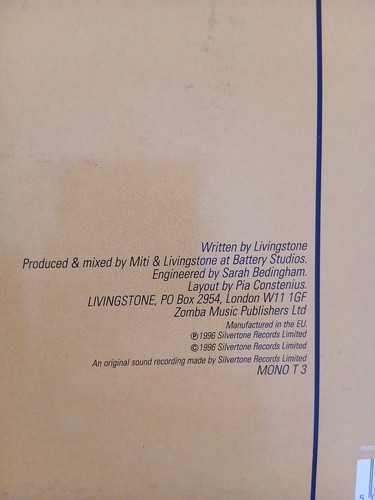 Written by Livingstone
Produced & mixed by Miti & Livingstone at Battery Studios.
Engineered by Sarah Bedingham.
Layout by Pia Constenius.
LIVINGSTONE, PO Box 2954, London W11 1GF
Zomba Music Publishers Ltd
Manufactured in the EU.
℗1996 Silvertone Records Limited
©1996 Silvertone Records Limited
An original sound recording made by Silvertone Records Limited
MONO T 3